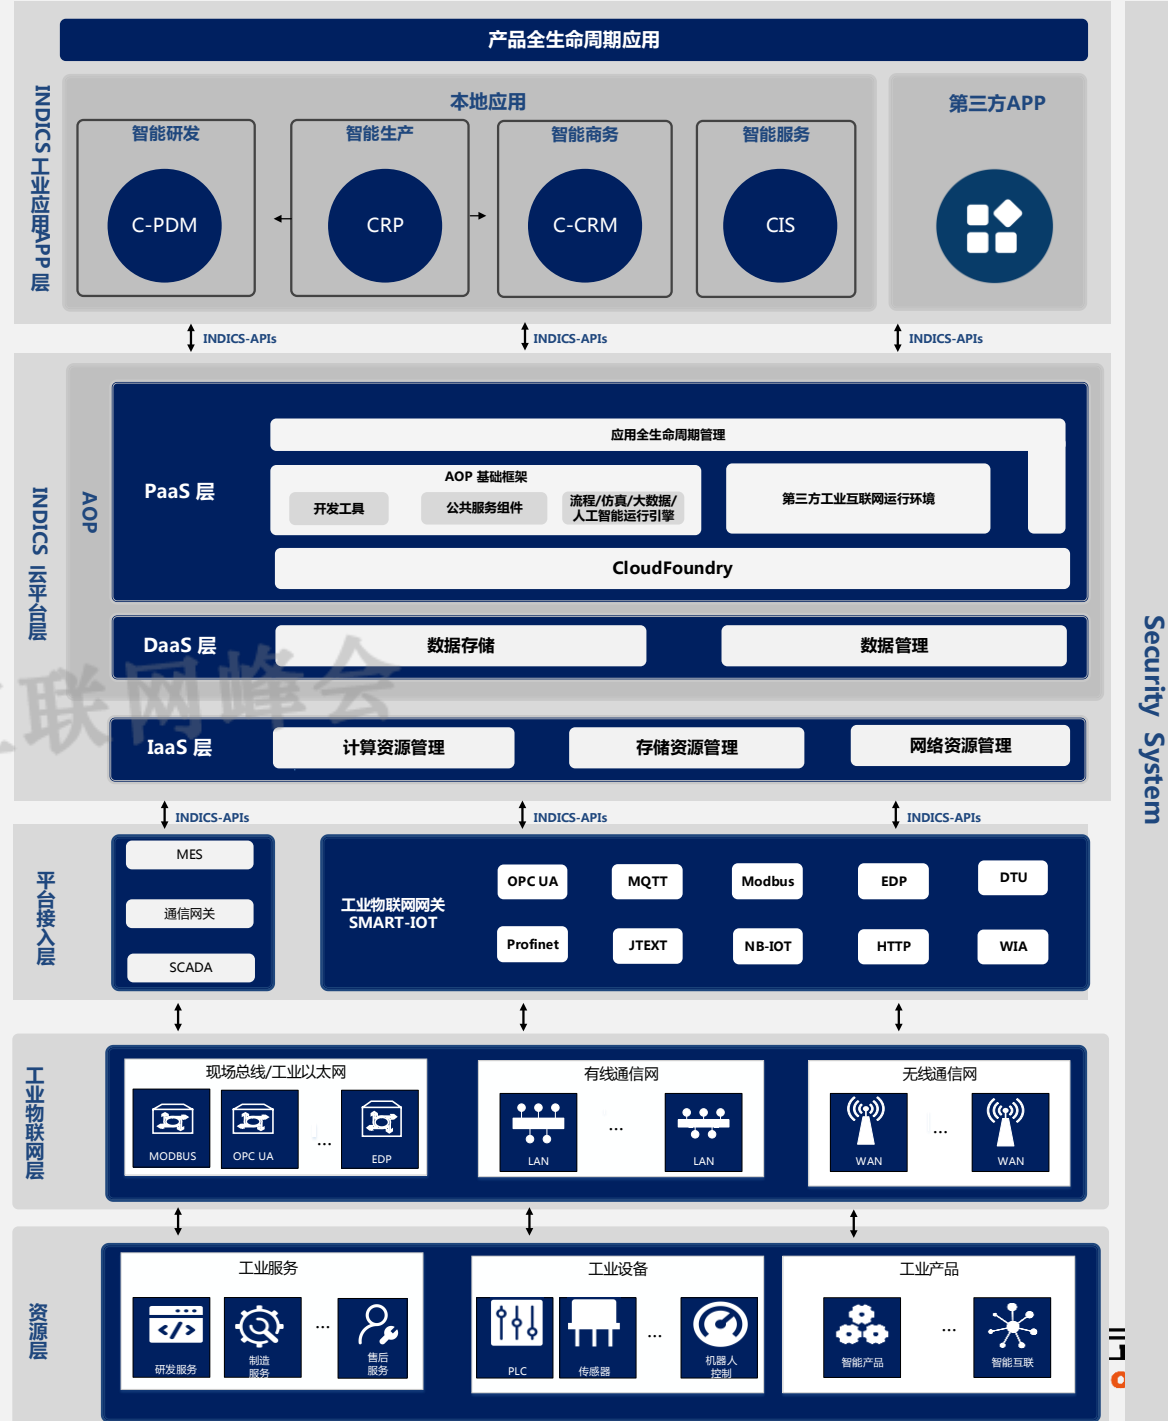 产品全生命周期应用
INDICS工业应用APP层
本地应用
第三方APP
智能研发
智能生产
智能商务
智能服务
C-PDM
CRP
C-CRM
CIS
INDICS-APIs
INDICS-APIs
INDICS-APIs
INDICS 云平台层
AOP
PaaS 层
应用全生命周期管理
AOP 基础框架
开发工具
公共服务组件
流程/仿真/大数据/
人工智能运行引擎
第三方工业互联网运行环境
CloudFoundry
DaaS 层
数据存储
数据管理
联网峰会
IaaS 层
计算资源管理
存储资源管理
网络资源管理
Security System
INDICS-APIs
INDICS-APIs
INDICS-APIs
平台接入层
MES
通信网关
SCADA
工业物联网网关
SMART-IOT
OPC UA
MQTT
Modbus
EDP
DTU
Profinet
JTEXT
NB-IOT
HTTP
WIA
工业物联网层
现场总线/工业以太网
MODBUS
OPC UA
...
EDP
有线通信网
LAN
...
LAN
无线通信网
WAN
...
WAN
资源层
工业服务
研发服务
制造
服务
...
售后
服务
工业设备
PLC
传感器
...
机器人
控制
工业产品
智能产品
...
智能互联